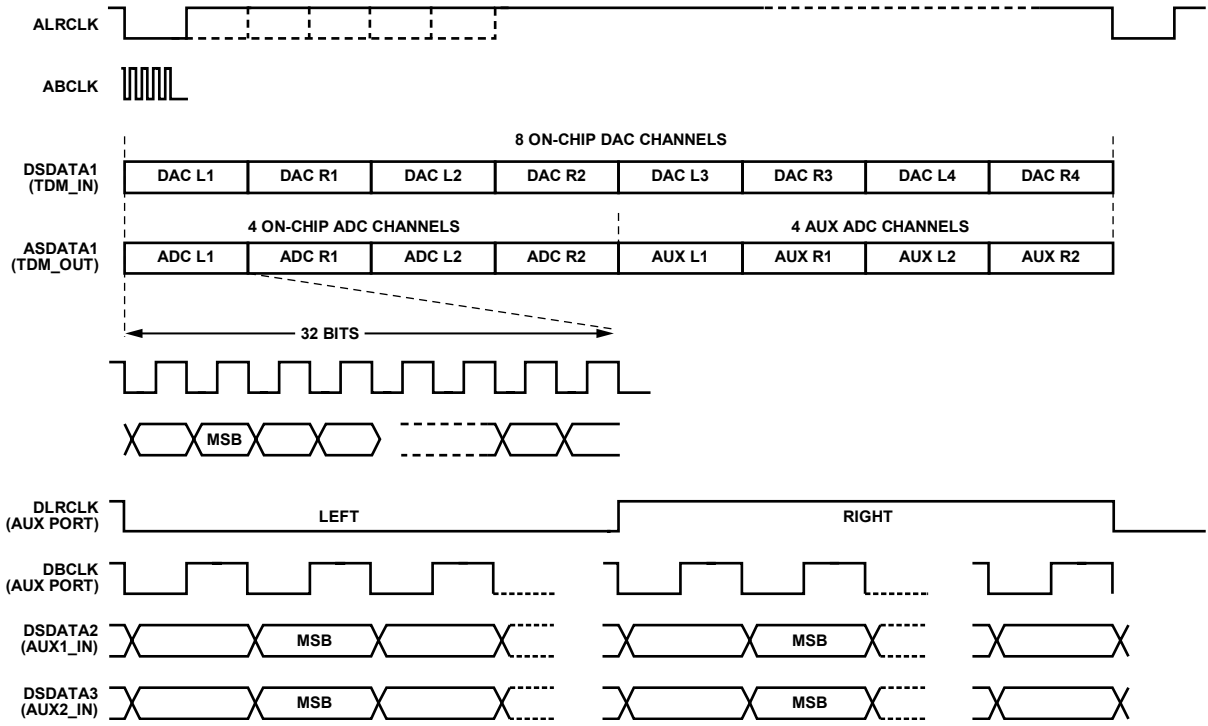 ALRCLK
ABCLK
8 ON-CHIP DAC CHANNELS
DSDATA1
(TDM_IN)
DAC L1 DAC R1 DAC L2 DAC R2 DAC L3 DAC R3 DAC L4 DAC R4
4 ON-CHIP ADC CHANNELS 4 AUX ADC CHANNELS
ASDATA1
(TDM_OUT)
ADC L1 ADC R1 ADC L2 ADC R2 AUX L1 AUX R1 AUX L2 AUX R2
32 BITS
MSB
DLRCLK
(AUX PORT)
LEFT RIGHT
DBCLK
(AUX PORT)
DSDATA2
(AUX1_IN)
MSB MSB
DSDATA3
(AUX2_IN)
MSB MSB